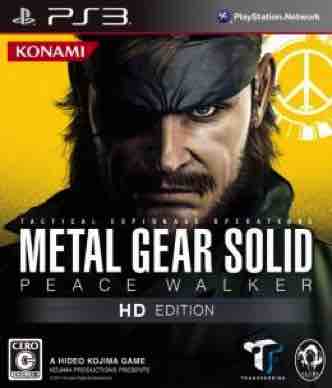 PS3
PlayStation Network
KONAMI
TACTICAL ESPIONAGE OPERATIONS
METAL GEAR SOLID
PEACE WALKER
HD EDITION
CERO
C
A HIDEO KOJIMA GAME
KOJIMA PRODUCTIONS PRESENTS
TRANSFARRING